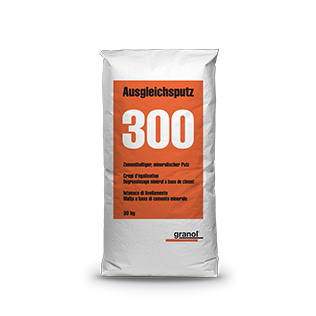 Ausgleichsputz
300
Zementhaltiger, mineralischer Putz
Crépi d'égalisation
Dégrossissage minéral à base de ciment
Intonaco di livellamento
Malta a base di cemento minerale
30 kg
granol